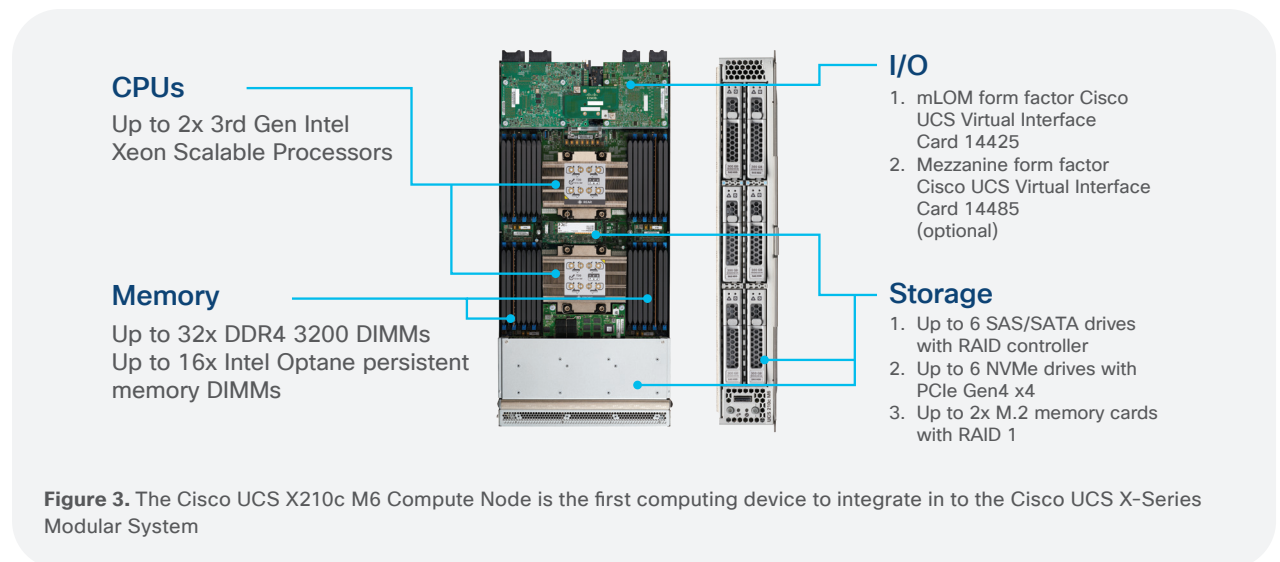 CPUs
Up to 2x 3rd Gen Intel
Xeon Scalable Processors
Memory
Up to 32x DDR4 3200 DIMMs
Up to 16x Intel Optane persistent
memory DIMMs
I/O
1. mLOM form factor Cisco
UCS Virtual Interface
Card 14425
2. Mezzanine form factor
Cisco UCS Virtual Interface
Card 14485
(optional)
Storage
1. Up to 6 SAS/SATA drives
with RAID controller
2. Up to 6 NVMe drives with
PCIe Gen4 x4
3. Up to 2x M.2 memory cards
with RAID 1
Figure 3. The Cisco UCS X210c M6 Compute Node is the first computing device to integrate in to the Cisco UCS X-Series
Modular System